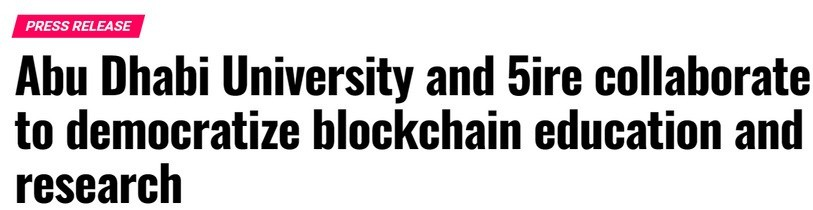 PRESS RELEASE
Abu Dhabi University and 5ire collaborate
to democratize blockchain education and
research